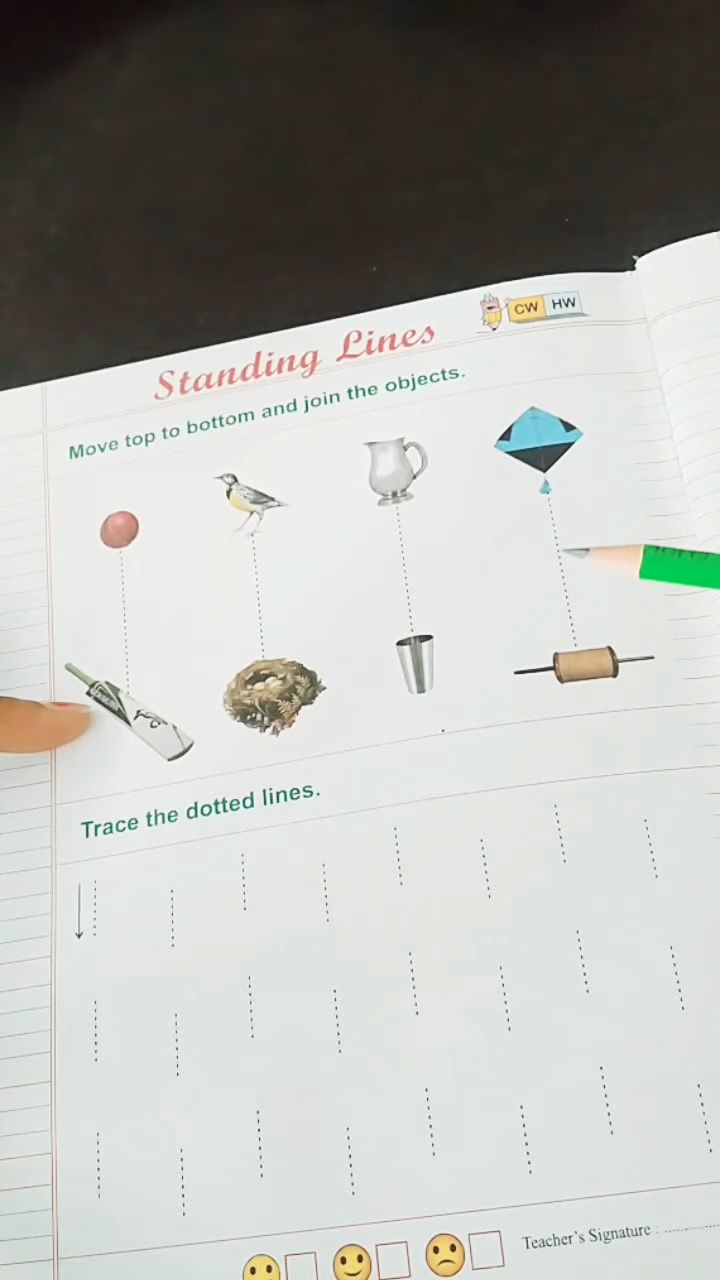 CW HW
Standing Lines
Move top to bottom and join the objects.
Trace the dotted lines.
Teacher's Signature : ..............